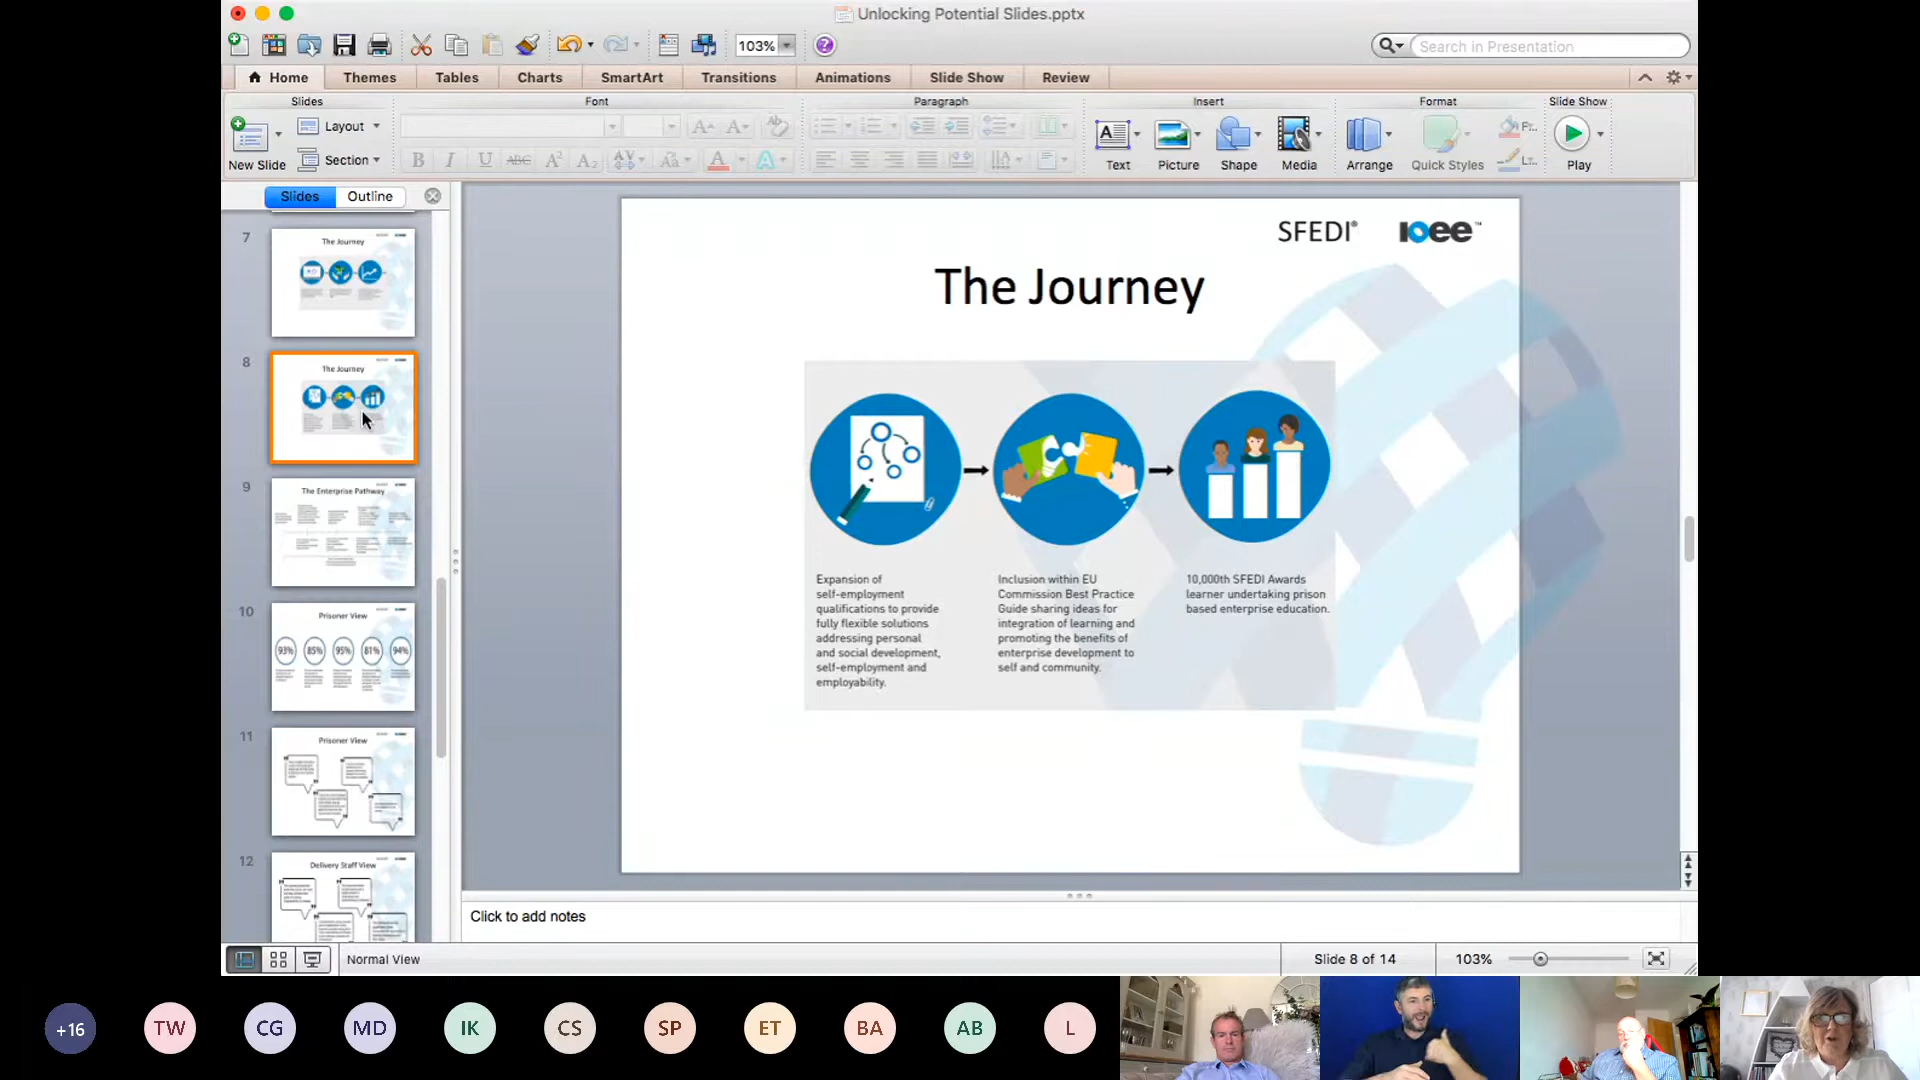 Unlocking Potential Slides.pptx
103%
Search in Presentation
Home
Themes
Tables
Charts
SmartArt
Transitions
Animations
Slide Show
Review
Slides
Font
Paragraph
Insert
Format
Slide Show
New Slide
Layout
Section
B I U ABC A² A₂
Text
Picture
Shape
Media
Arrange
Quick Styles
Play
Slides
Outline
7
The Journey
8
The Journey
9
The Enterprise Pathway
10
Prisoner View
93% 85% 95% 81% 94%
11
Prisoner View
12
Delivery Staff View
SFEDI® ioee™
The Journey
Expansion of
self-employment
qualifications to provide
fully flexible solutions
addressing personal
and social development,
self-employment and
employability.
Inclusion within EU
Commission Best Practice
Guide sharing ideas for
integration of learning and
promoting the benefits of
enterprise development to
self and community.
10,000th SFEDI Awards
learner undertaking prison
based enterprise education.
Click to add notes
Normal View
Slide 8 of 14
103%
+16
TW
CG
MD
IK
CS
SP
ET
BA
AB
L